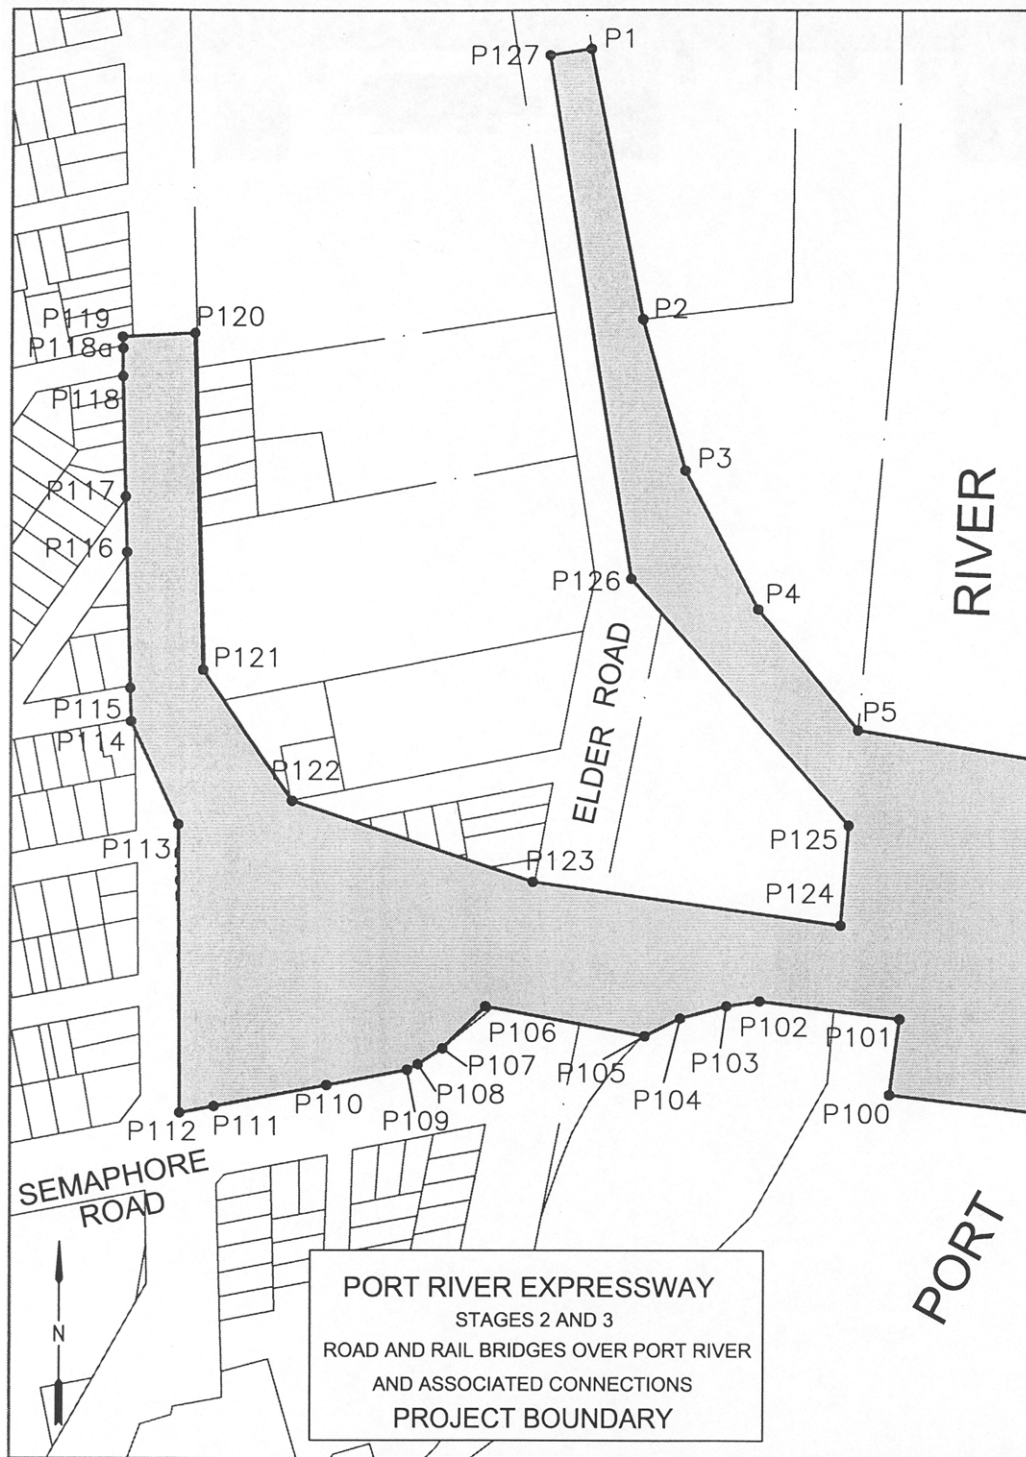 P127
P1
P2
P119
P120
P118a
P118
P3
P117
P116
P126
P4
RIVER
P121
ELDER ROAD
P115
P114
P5
P122
P113
P125
P123
P124
P106
P102
P101
P107
P105
P103
P108
P104
P110
P109
P100
P112
P111
SEMAPHORE
ROAD
PORT
N
PORT RIVER EXPRESSWAY
STAGES 2 AND 3
ROAD AND RAIL BRIDGES OVER PORT RIVER
AND ASSOCIATED CONNECTIONS
PROJECT BOUNDARY